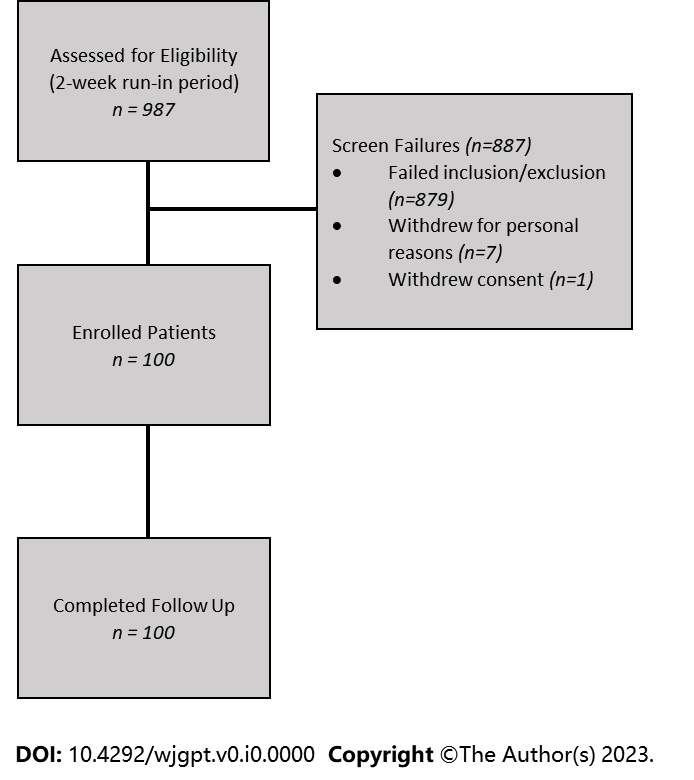 Assessed for Eligibility
(2-week run-in period)
n = 987
Screen Failures (n=887)
• Failed inclusion/exclusion
(n=879)
• Withdrew for personal
reasons (n=7)
• Withdrew consent (n=1)
Enrolled Patients
n = 100
Completed Follow Up
n = 100
DOI: 10.4292/wjgpt.v0.i0.0000 Copyright ©The Author(s) 2023.